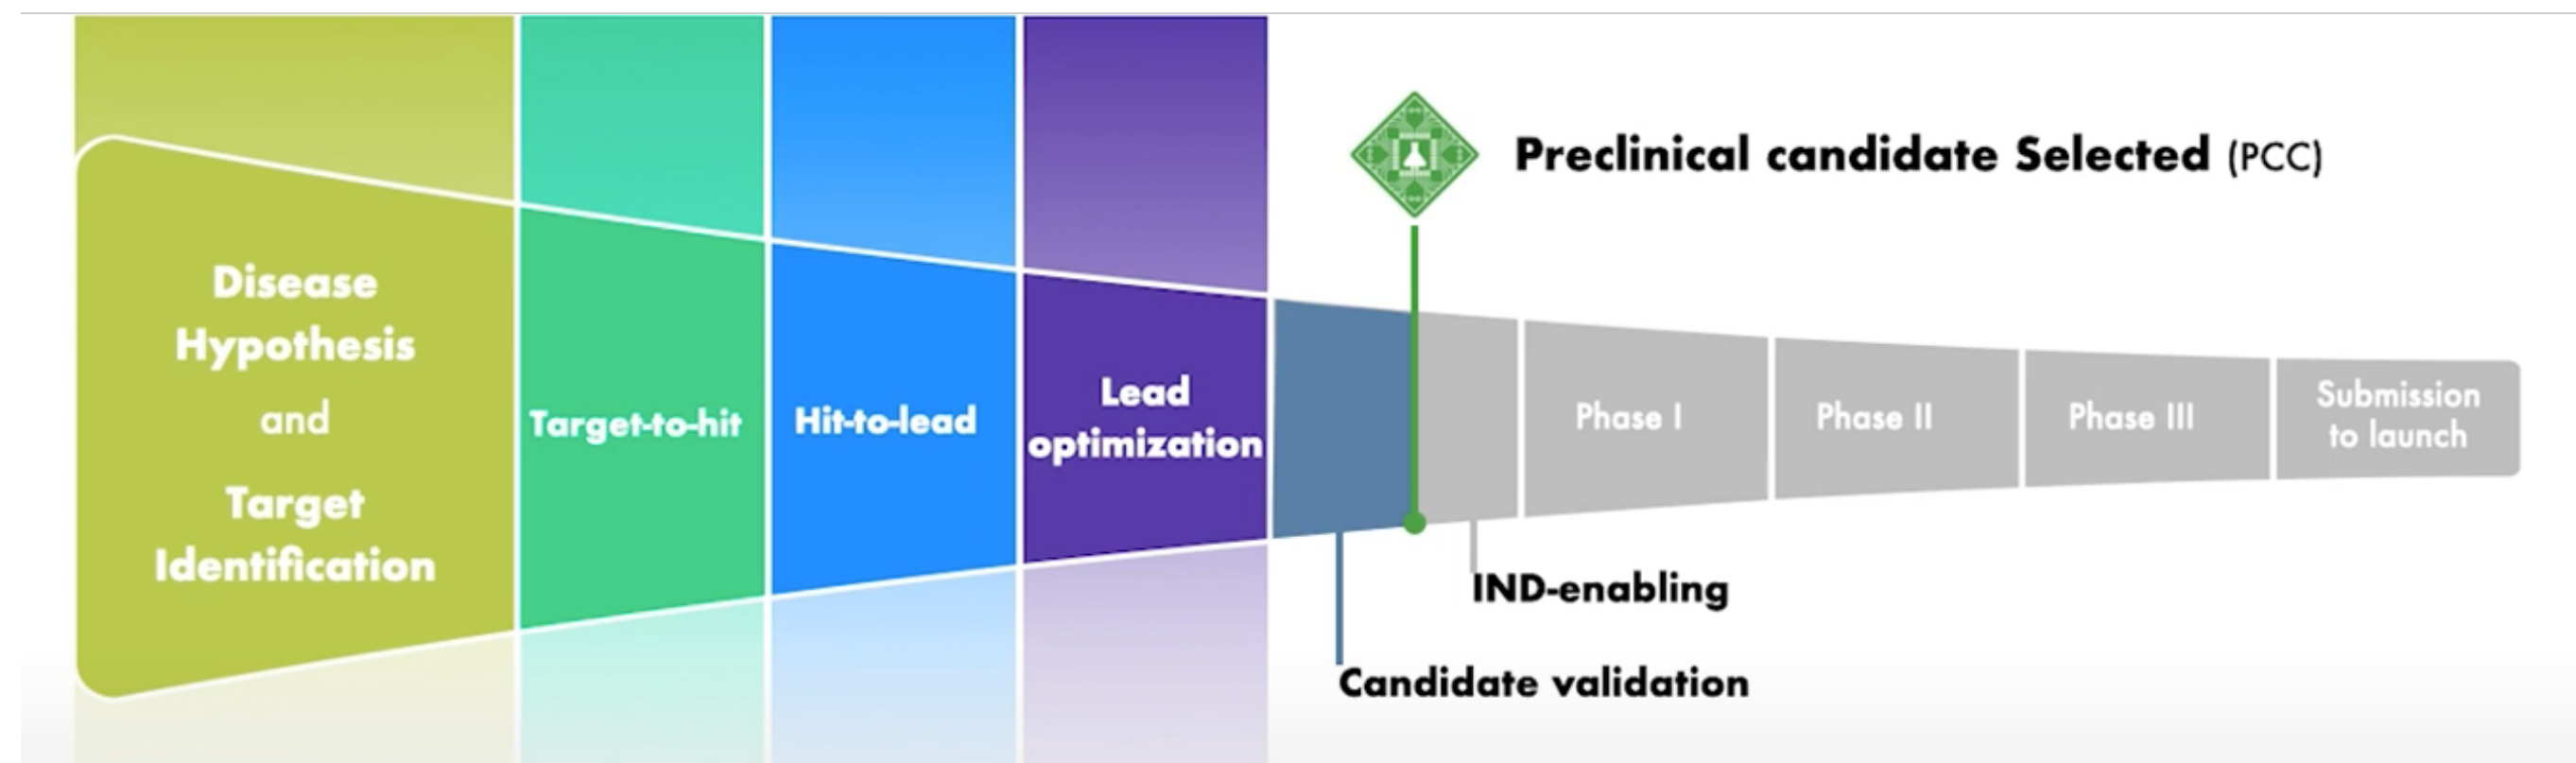 Preclinical candidate Selected (PCC)
Disease
Hypothesis
and
Target
Identification
Target-to-hit
Hit-to-lead
Lead
optimization
Phase I
Phase II
Phase III
Submission
to launch
IND-enabling
Candidate validation